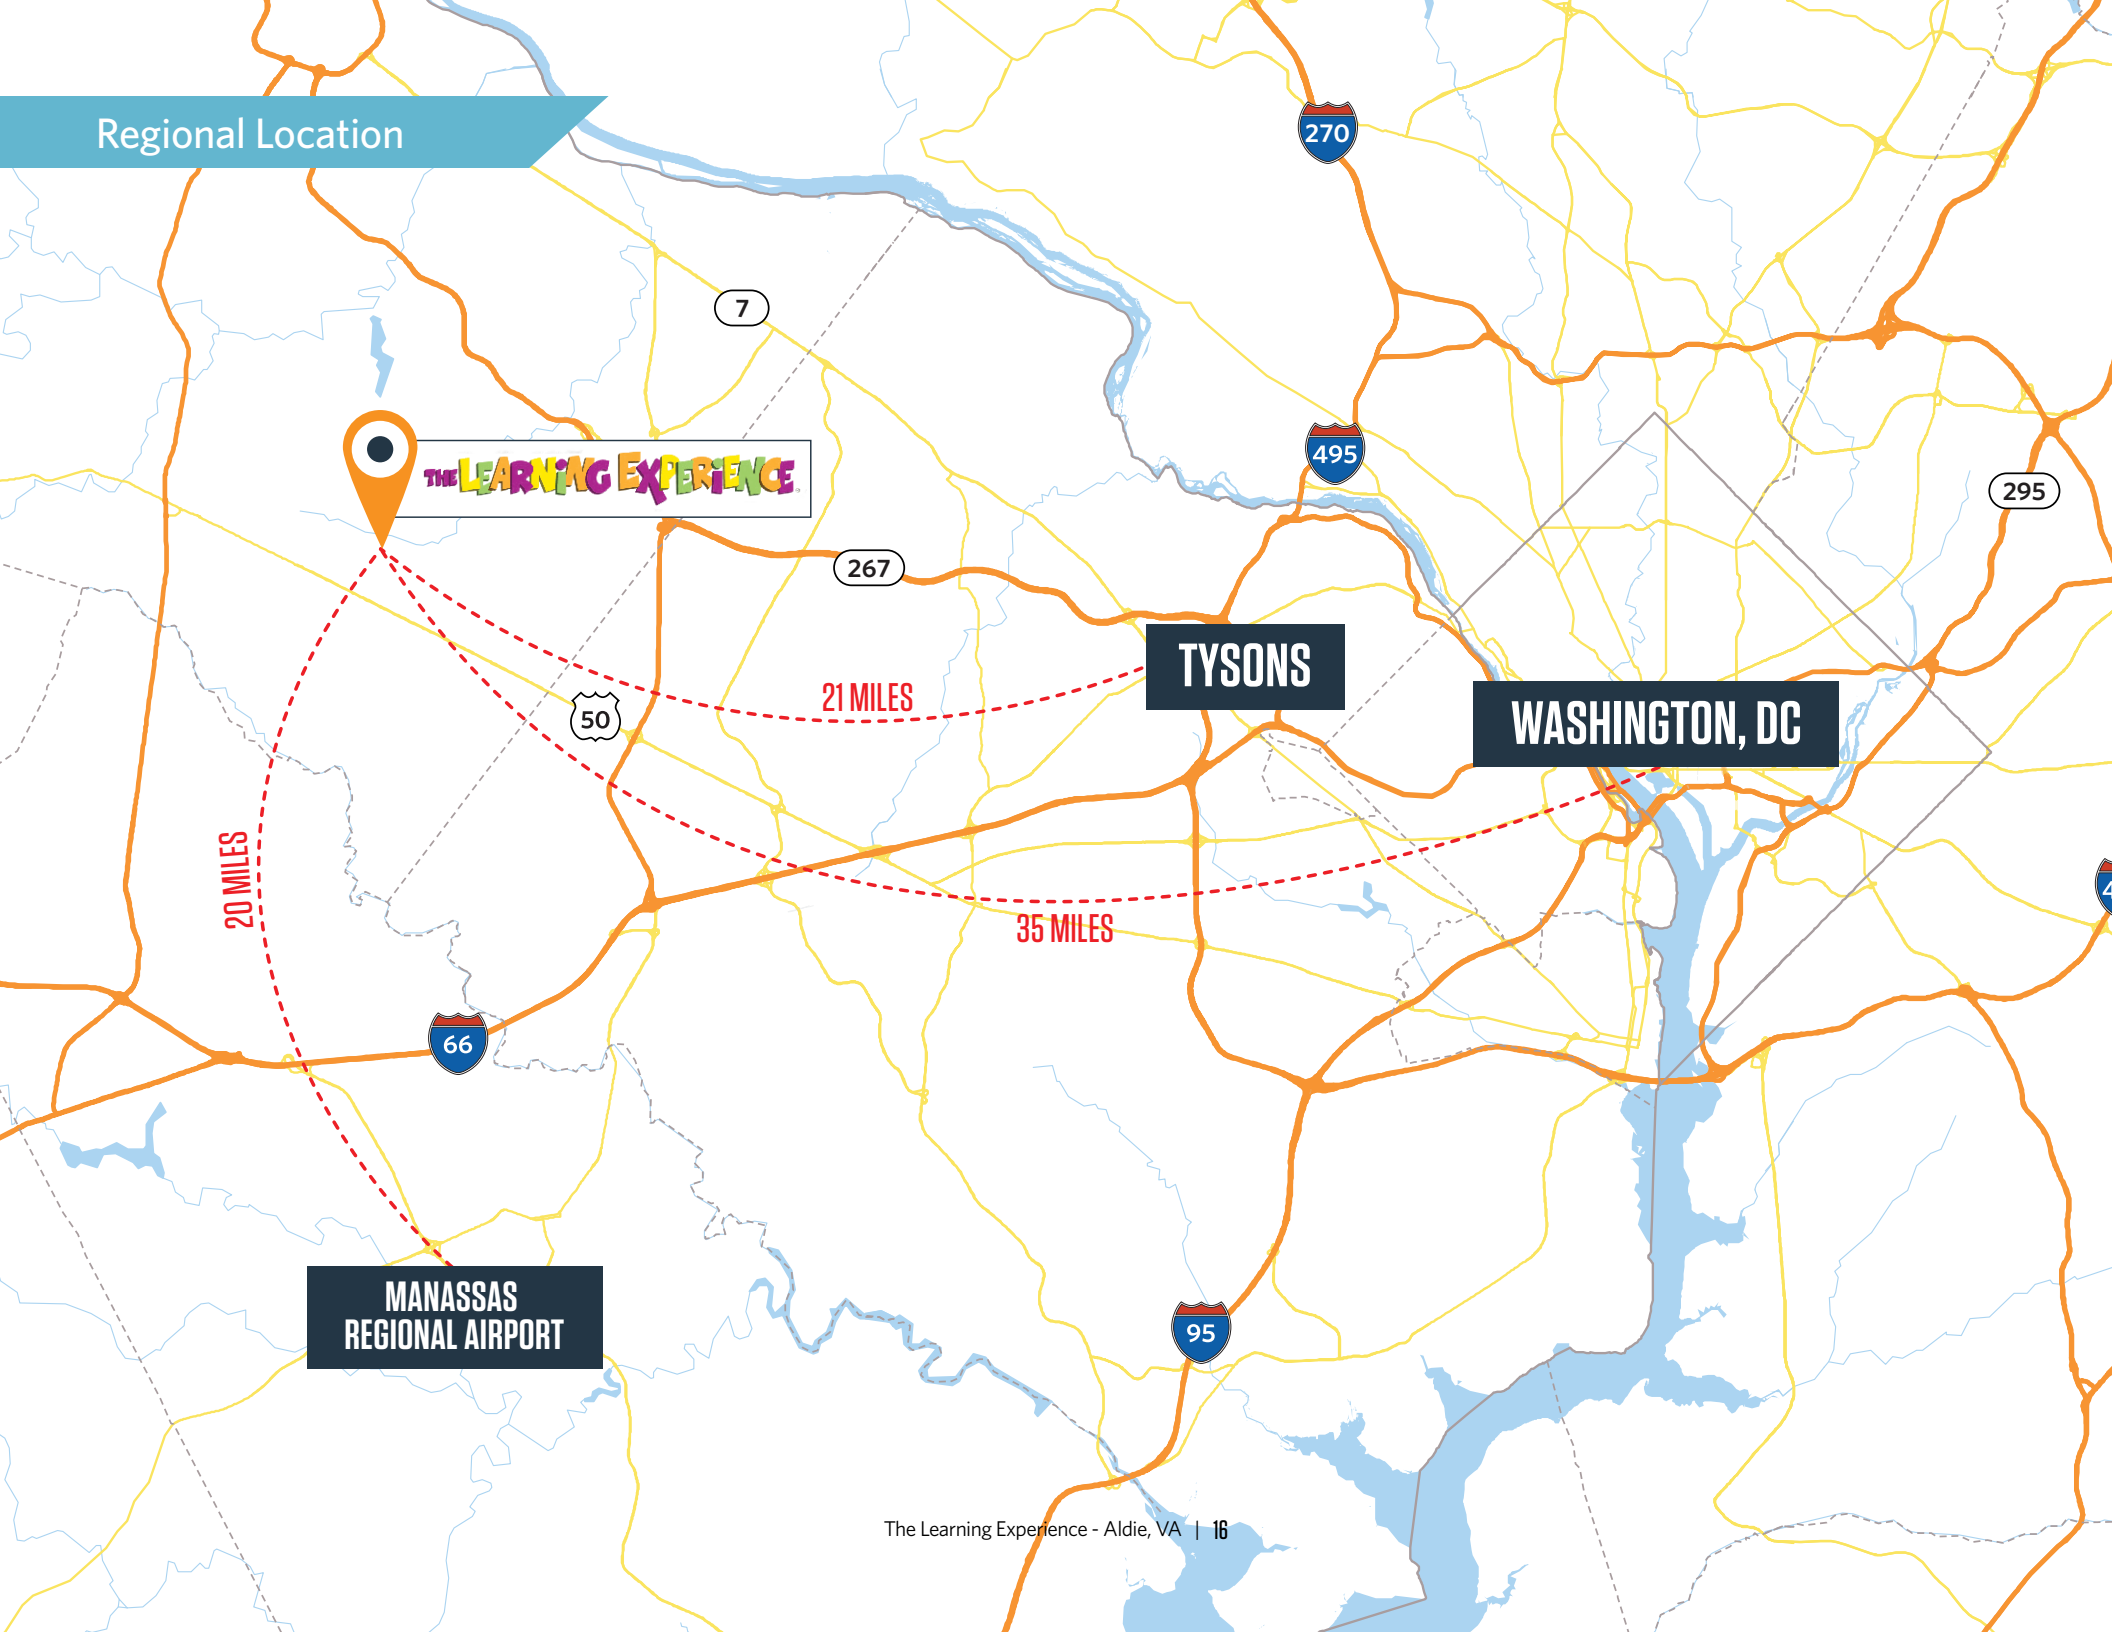 Regional Location
270
7
495
THE LEARNING EXPERIENCE
295
267
TYSONS
21 MILES
50
WASHINGTON, DC
20 MILES
35 MILES
66
MANASSAS
REGIONAL AIRPORT
95
The Learning Experience - Aldie, VA | 16